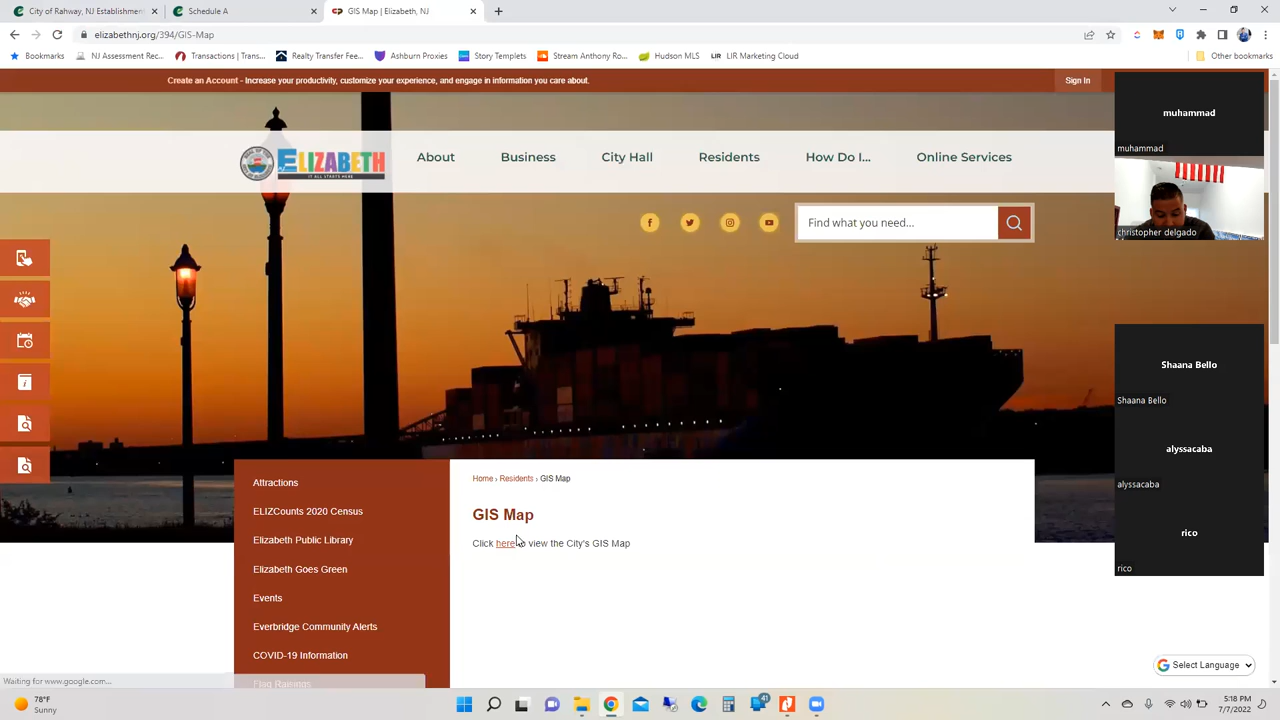 City of Rahway, NJ Information
Schedule A
GIS Map | Elizabeth, NJ
elizabethnj.org/394/GIS-Map
Bookmarks
NJ Assessment Rec...
Transactions | Trans...
Realty Transfer Fee...
Ashburn Proxies
Story Templets
Stream Anthony Ro...
Hudson MLS
LIR Marketing Cloud
Other bookmarks
Create an Account - Increase your productivity, customize your experience, and engage in information you care about.
Sign In
ELIZABETH
IT ALL STARTS HERE
About
Business
City Hall
Residents
How Do I...
Online Services
Find what you need...
Attractions
ELIZCounts 2020 Census
Elizabeth Public Library
Elizabeth Goes Green
Events
Everbridge Community Alerts
COVID-19 Information
Flag Raisings
Home › Residents › GIS Map
GIS Map
Click here view the City's GIS Map
muhammad
muhammad
christopher delgado
Shaana Bello
Shaana Bello
alyssacaba
alyssacaba
rico
rico
Select Language
Waiting for www.google.com...
78°F
Sunny
41
5:18 PM
7/7/2022